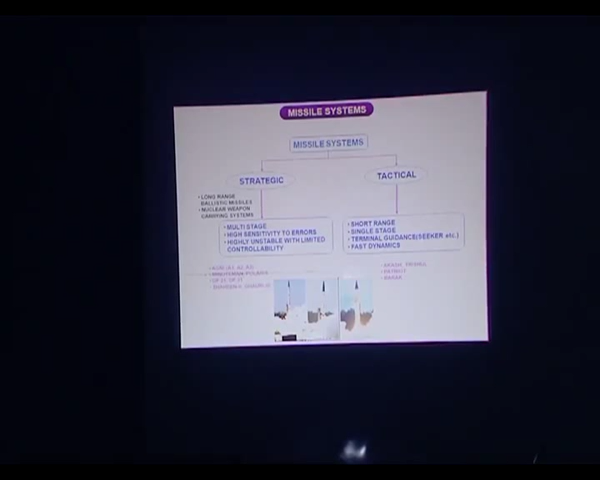 MISSILE SYSTEMS
MISSILE SYSTEMS
STRATEGIC
TACTICAL
• LONG RANGE
BALLISTIC MISSILES
• NUCLEAR WEAPON
CARRYING SYSTEMS
• MULTI STAGE
• HIGH SENSITIVITY TO ERRORS
• HIGHLY UNSTABLE WITH LIMITED
CONTROLLABILITY
• SHORT RANGE
• SINGLE STAGE
• TERMINAL GUIDANCE(SEEKER etc.)
• FAST DYNAMICS